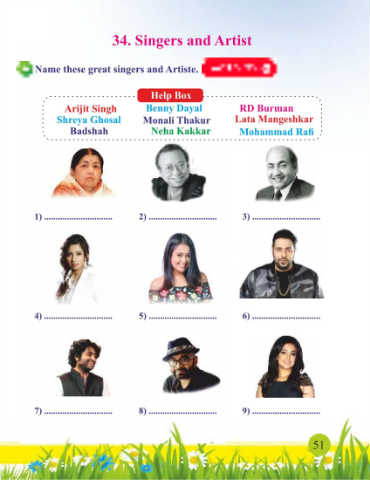 34. Singers and Artist
Name these great singers and Artiste.
Help Box
Arijit Singh Benny Dayal RD Burman
Shreya Ghosal Monali Thakur Lata Mangeshkar
Badshah Neha Kakkar Mohammad Rafi
1) ................................ 2) ................................ 3) ................................
4) ................................ 5) ................................ 6) ................................
7) ................................ 8) ................................ 9) ................................
51